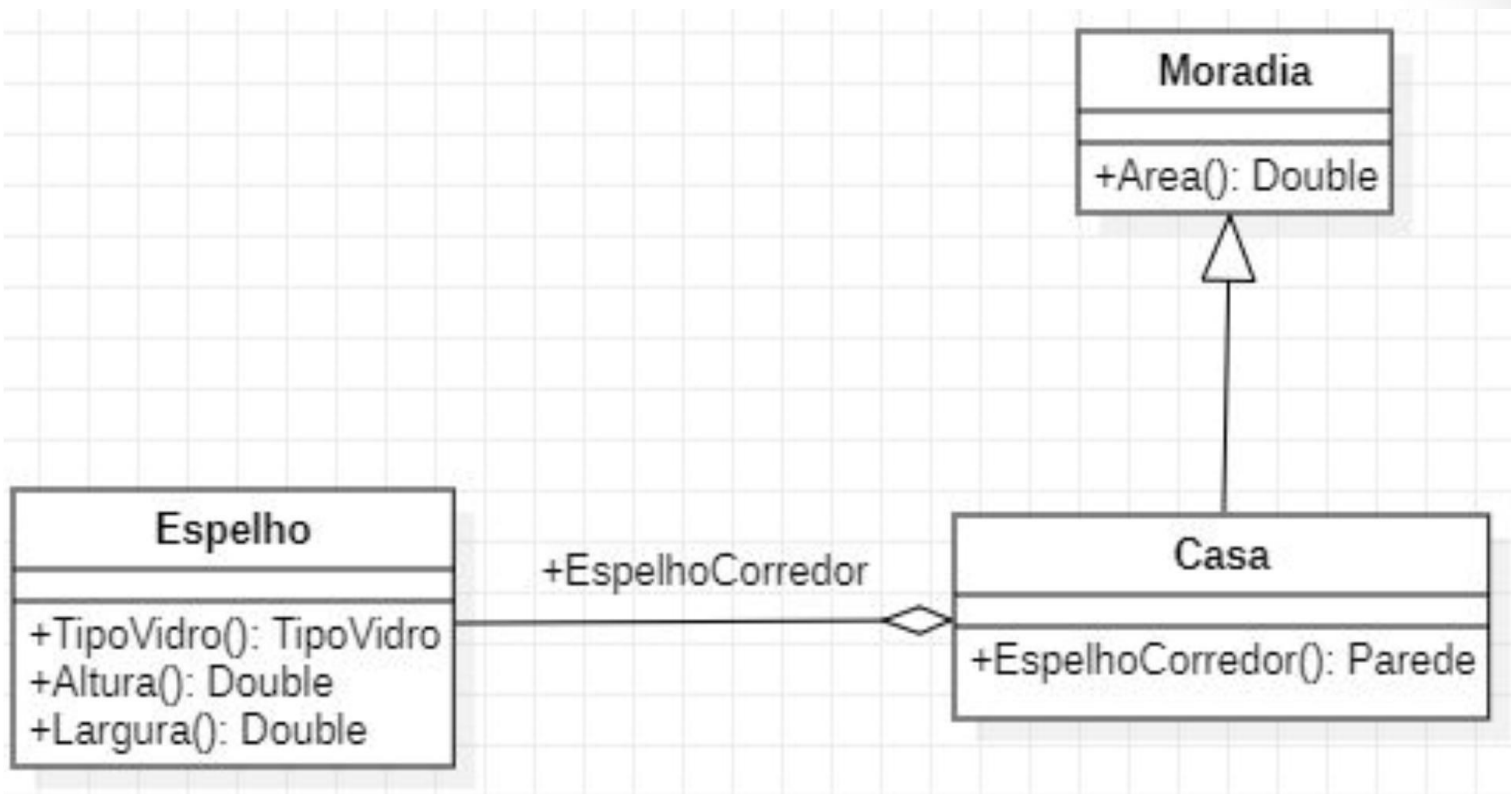 Moradia
+Area(): Double
Espelho
+TipoVidro(): TipoVidro
+Altura(): Double
+Largura(): Double
+EspelhoCorredor
Casa
+EspelhoCorredor(): Parede